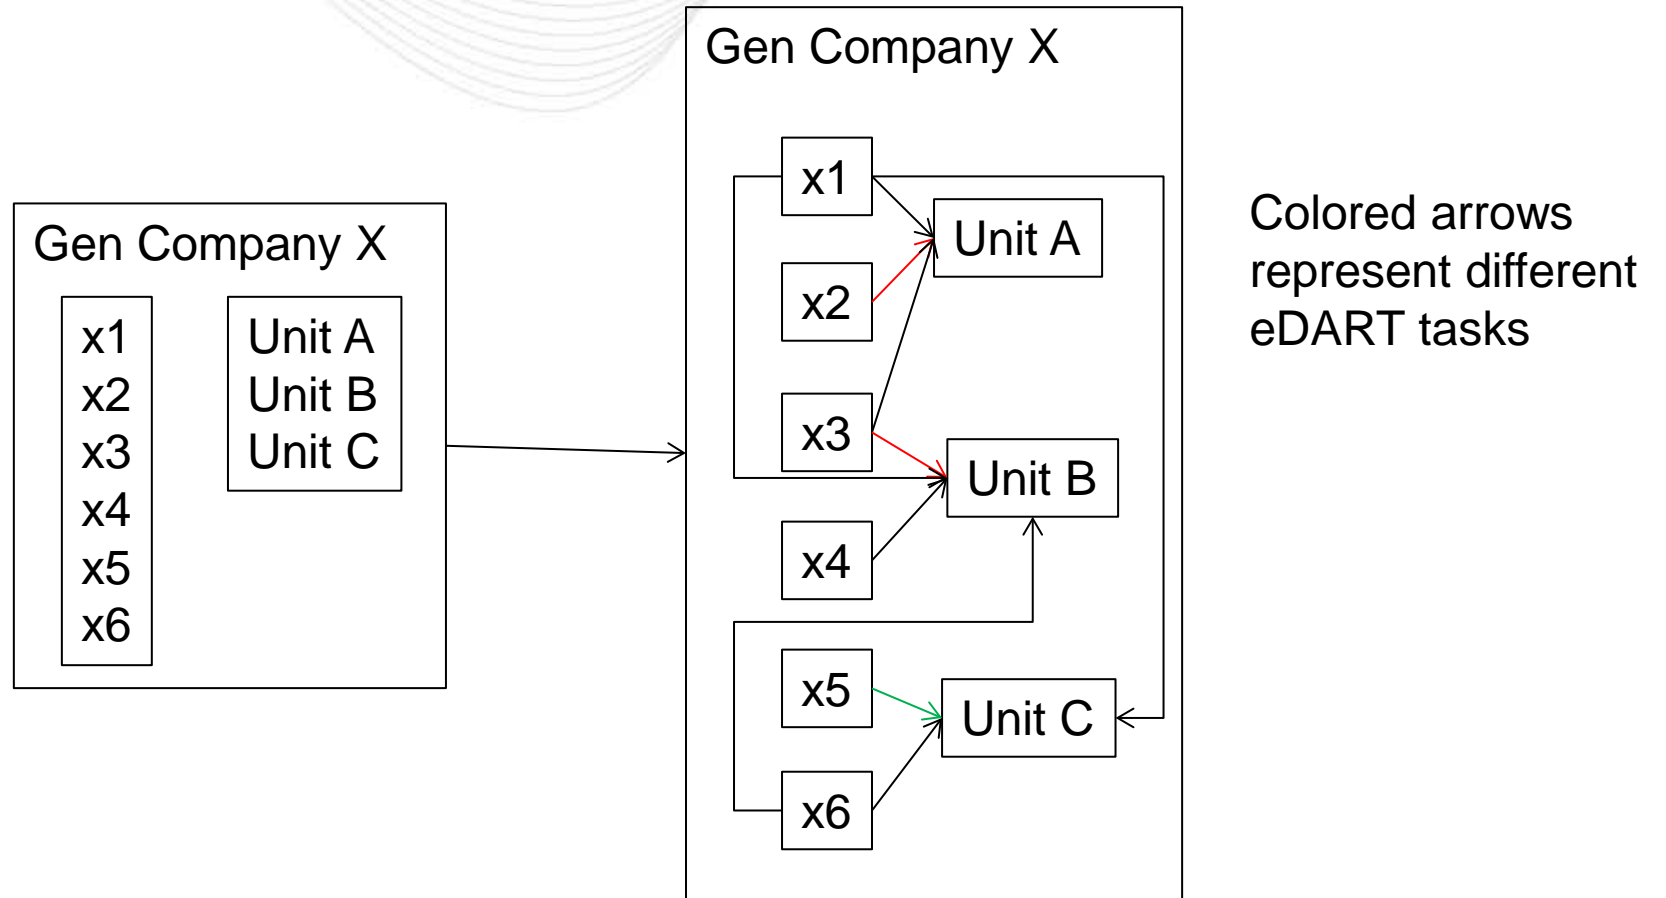 Gen Company X
x1
x2
x3
x4
x5
x6
Unit A
Unit B
Unit C
Gen Company X
x1
Unit A
x2
x3
Unit B
x4
x5
Unit C
x6
Colored arrows
represent different
eDART tasks